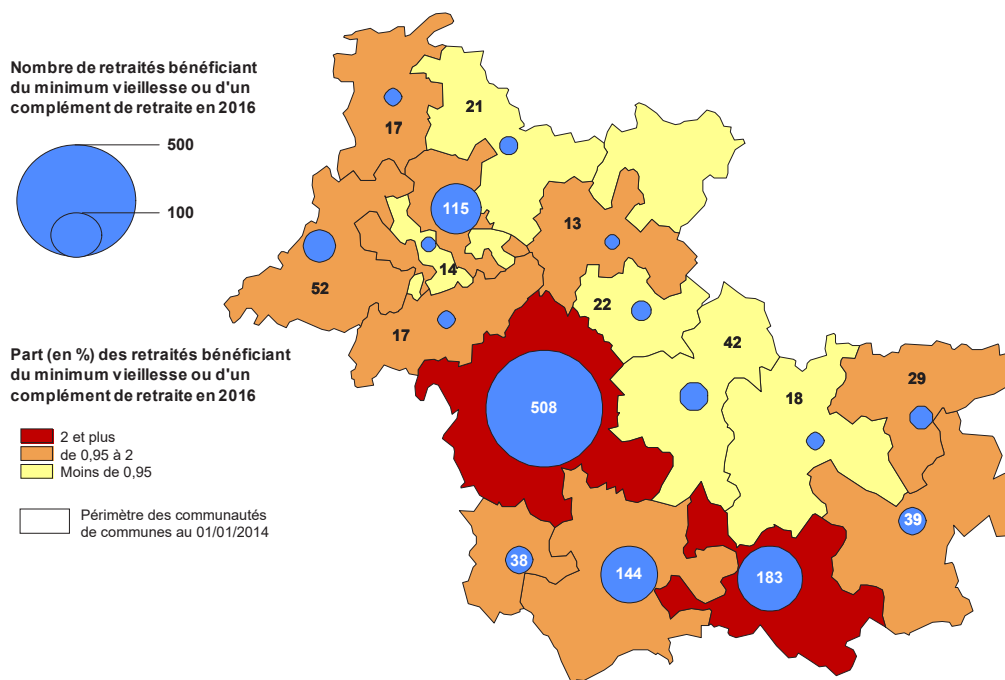 Nombre de retraités bénéficiant
du minimum vieillesse ou d'un
complément de retraite en 2016
500
100
Part (en %) des retraités bénéficiant
du minimum vieillesse ou d'un
complément de retraite en 2016
2 et plus
de 0,95 à 2
Moins de 0,95
Périmètre des communautés
de communes au 01/01/2014
21
17
115
13
14
52
22
17
42
29
18
508
39
38
144
183